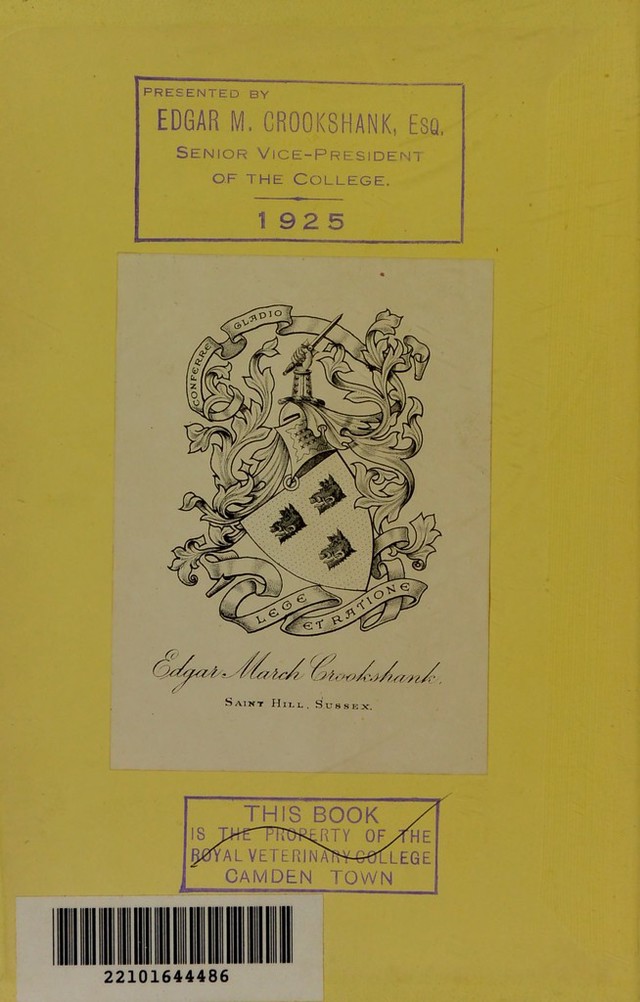 PRESENTED BY
EDGAR M. CROOKSHANK, ESQ.
SENIOR VICE-PRESIDENT
OF THE COLLEGE.
1925
CONFERRE GLADIO
LEGE ET RATIONE
Edgar March Crookshank.
SAINT HILL, SUSSEX.
THIS BOOK
IS THE PROPERTY OF THE
ROYAL VETERINARY COLLEGE
CAMDEN TOWN
22101644486